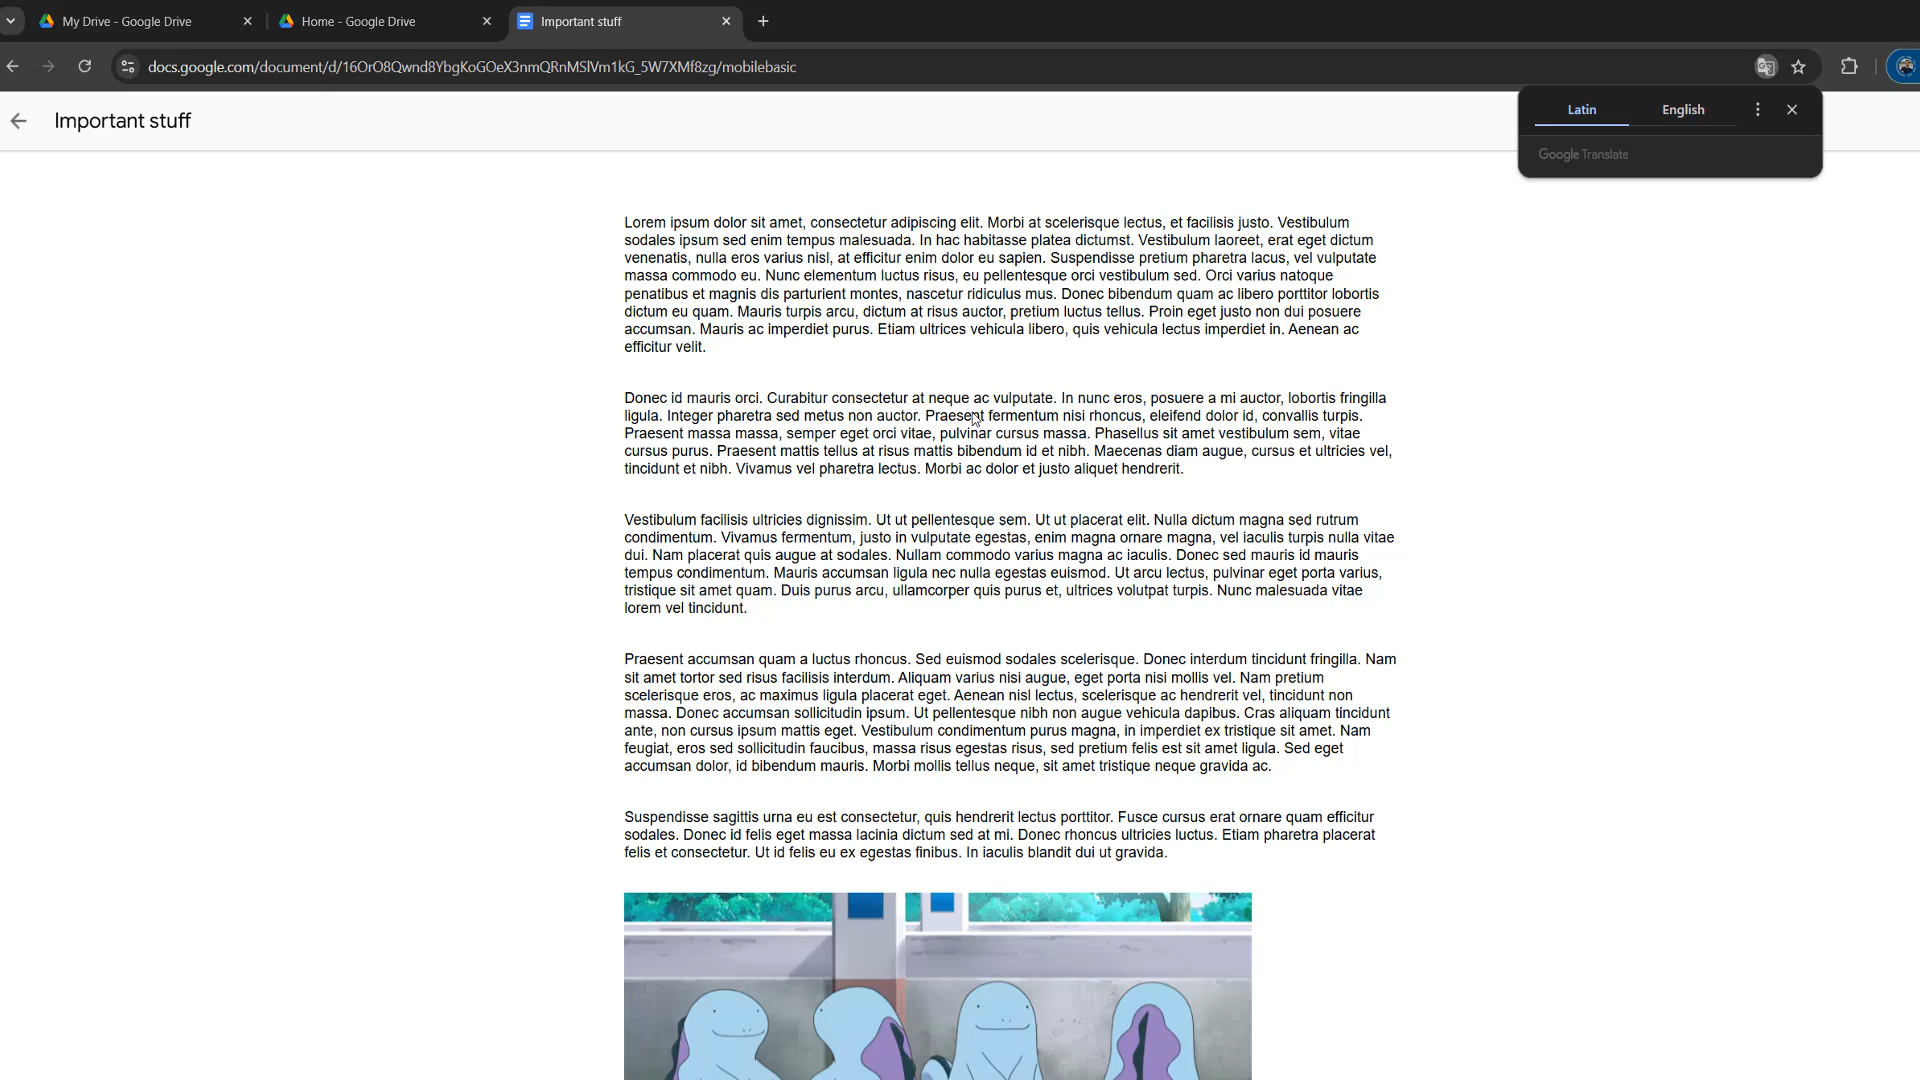 My Drive - Google Drive
Home - Google Drive
Important stuff
docs.google.com/document/d/16OrO8Qwnd8YbgKoGOeX3nmQRnMSlVm1kG_5W7XMf8zg/mobilebasic
Latin English
Google Translate
Important stuff
Lorem ipsum dolor sit amet, consectetur adipiscing elit. Morbi at scelerisque lectus, et facilisis justo. Vestibulum
sodales ipsum sed enim tempus malesuada. In hac habitasse platea dictumst. Vestibulum laoreet, erat eget dictum
venenatis, nulla eros varius nisl, at efficitur enim dolor eu sapien. Suspendisse pretium pharetra lacus, vel vulputate
massa commodo eu. Nunc elementum luctus risus, eu pellentesque orci vestibulum sed. Orci varius natoque
penatibus et magnis dis parturient montes, nascetur ridiculus mus. Donec bibendum quam ac libero porttitor lobortis
dictum eu quam. Mauris turpis arcu, dictum at risus auctor, pretium luctus tellus. Proin eget justo non dui posuere
accumsan. Mauris ac imperdiet purus. Etiam ultrices vehicula libero, quis vehicula lectus imperdiet in. Aenean ac
efficitur velit.
Donec id mauris orci. Curabitur consectetur at neque ac vulputate. In nunc eros, posuere a mi auctor, lobortis fringilla
ligula. Integer pharetra sed metus non auctor. Praesent fermentum nisi rhoncus, eleifend dolor id, convallis turpis.
Praesent massa massa, semper eget orci vitae, pulvinar cursus massa. Phasellus sit amet vestibulum sem, vitae
cursus purus. Praesent mattis tellus at risus mattis bibendum id et nibh. Maecenas diam augue, cursus et ultricies vel,
tincidunt et nibh. Vivamus vel pharetra lectus. Morbi ac dolor et justo aliquet hendrerit.
Vestibulum facilisis ultricies dignissim. Ut ut pellentesque sem. Ut ut placerat elit. Nulla dictum magna sed rutrum
condimentum. Vivamus fermentum, justo in vulputate egestas, enim magna ornare magna, vel iaculis turpis nulla vitae
dui. Nam placerat quis augue at sodales. Nullam commodo varius magna ac iaculis. Donec sed mauris id mauris
tempus condimentum. Mauris accumsan ligula nec nulla egestas euismod. Ut arcu lectus, pulvinar eget porta varius,
tristique sit amet quam. Duis purus arcu, ullamcorper quis purus et, ultrices volutpat turpis. Nunc malesuada vitae
lorem vel tincidunt.
Praesent accumsan quam a luctus rhoncus. Sed euismod sodales scelerisque. Donec interdum tincidunt fringilla. Nam
sit amet tortor sed risus facilisis interdum. Aliquam varius nisi augue, eget porta nisi mollis vel. Nam pretium
scelerisque eros, ac maximus ligula placerat eget. Aenean nisl lectus, scelerisque ac hendrerit vel, tincidunt non
massa. Donec accumsan sollicitudin ipsum. Ut pellentesque nibh non augue vehicula dapibus. Cras aliquam tincidunt
ante, non cursus ipsum mattis eget. Vestibulum condimentum purus magna, in imperdiet ex tristique sit amet. Nam
feugiat, eros sed sollicitudin faucibus, massa risus egestas risus, sed pretium felis est sit amet ligula. Sed eget
accumsan dolor, id bibendum mauris. Morbi mollis tellus neque, sit amet tristique neque gravida ac.
Suspendisse sagittis urna eu est consectetur, quis hendrerit lectus porttitor. Fusce cursus erat ornare quam efficitur
sodales. Donec id felis eget massa lacinia dictum sed at mi. Donec rhoncus ultricies luctus. Etiam pharetra placerat
felis et consectetur. Ut id felis eu ex egestas finibus. In iaculis blandit dui ut gravida.